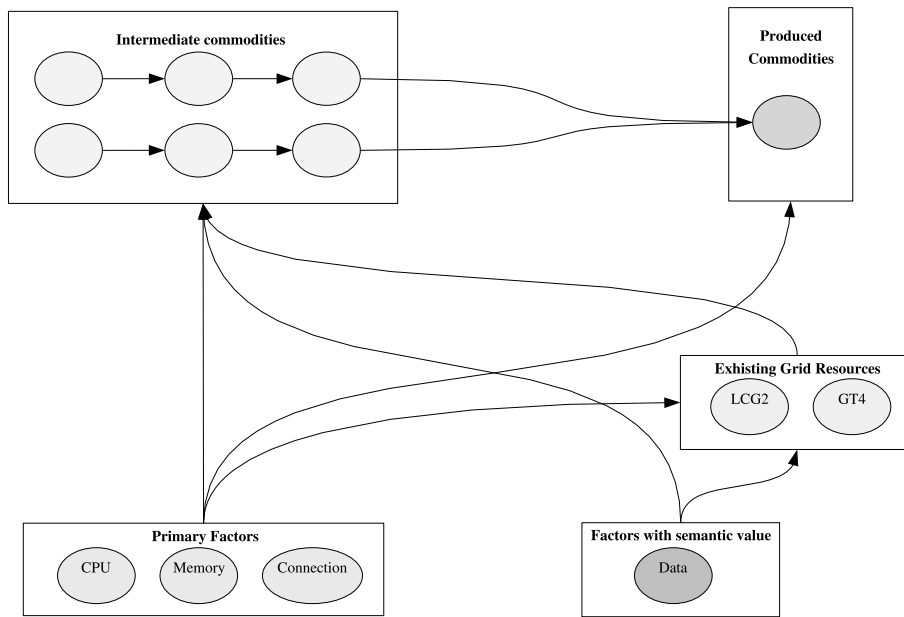 Intermediate commodities
Produced
Commodities
Exhisting Grid Resources
LCG2
GT4
Primary Factors
CPU
Memory
Connection
Factors with semantic value
Data